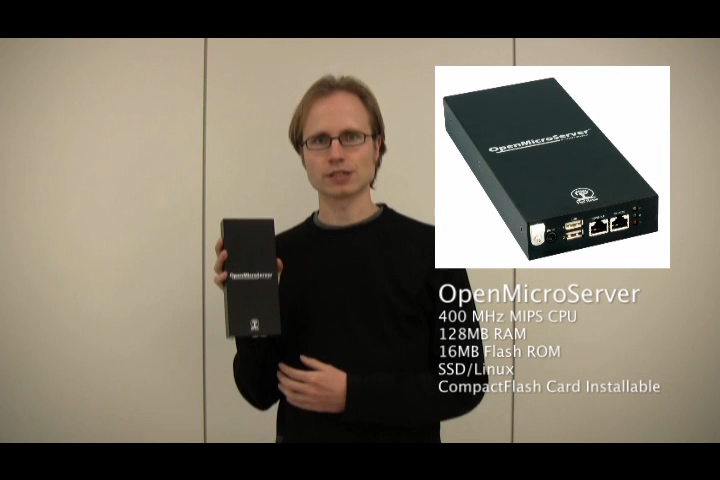 OpenMicroServer
OpenMicroServer
OpenMicroServer
400 MHz MIPS CPU
128MB RAM
16MB Flash ROM
SSD/Linux
CompactFlash Card Installable